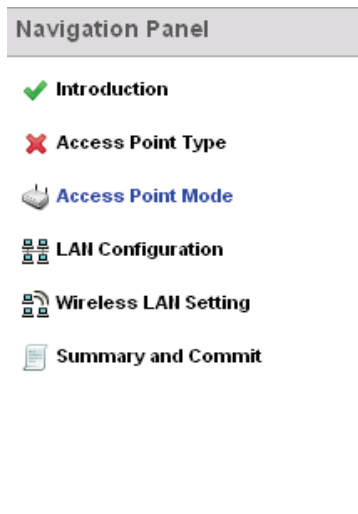 Navigation Panel
Introduction
Access Point Type
Access Point Mode
LAN Configuration
Wireless LAN Setting
Summary and Commit